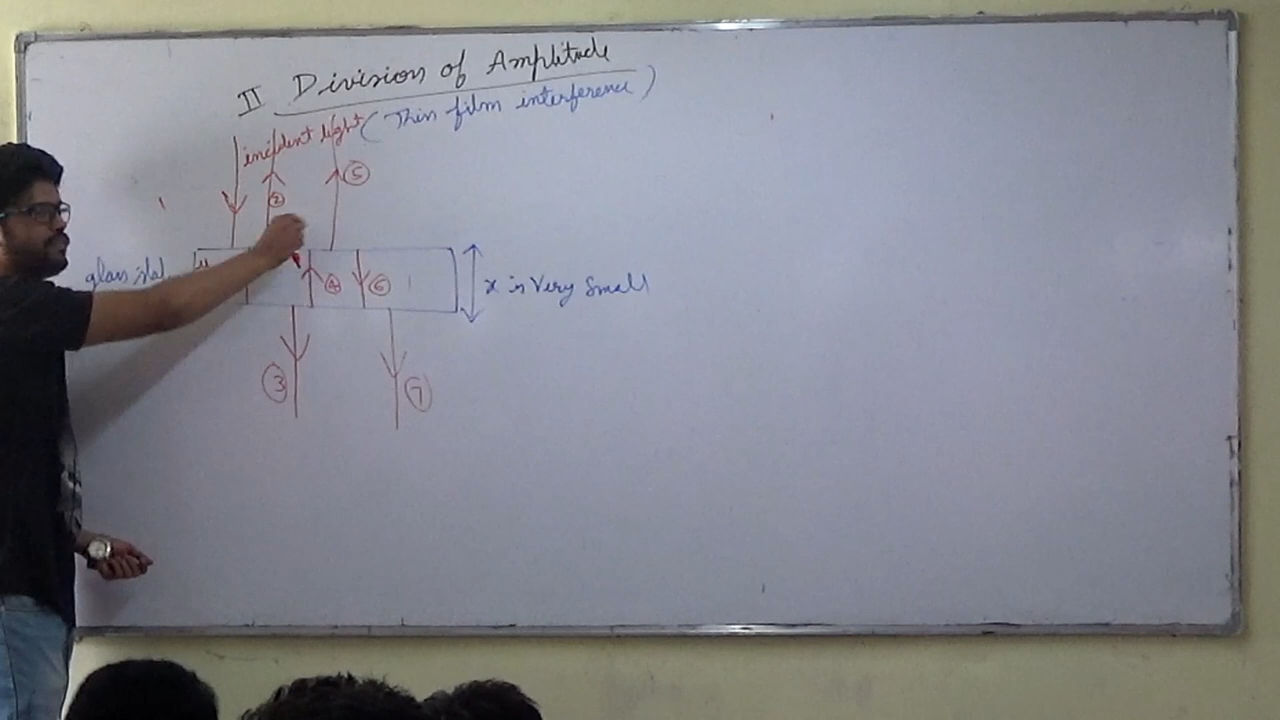 II Division of Amplitude
(Thin film interference)
incident light
②
⑤
glass slab
μ
④
⑥
x is Very Small
③
⑦